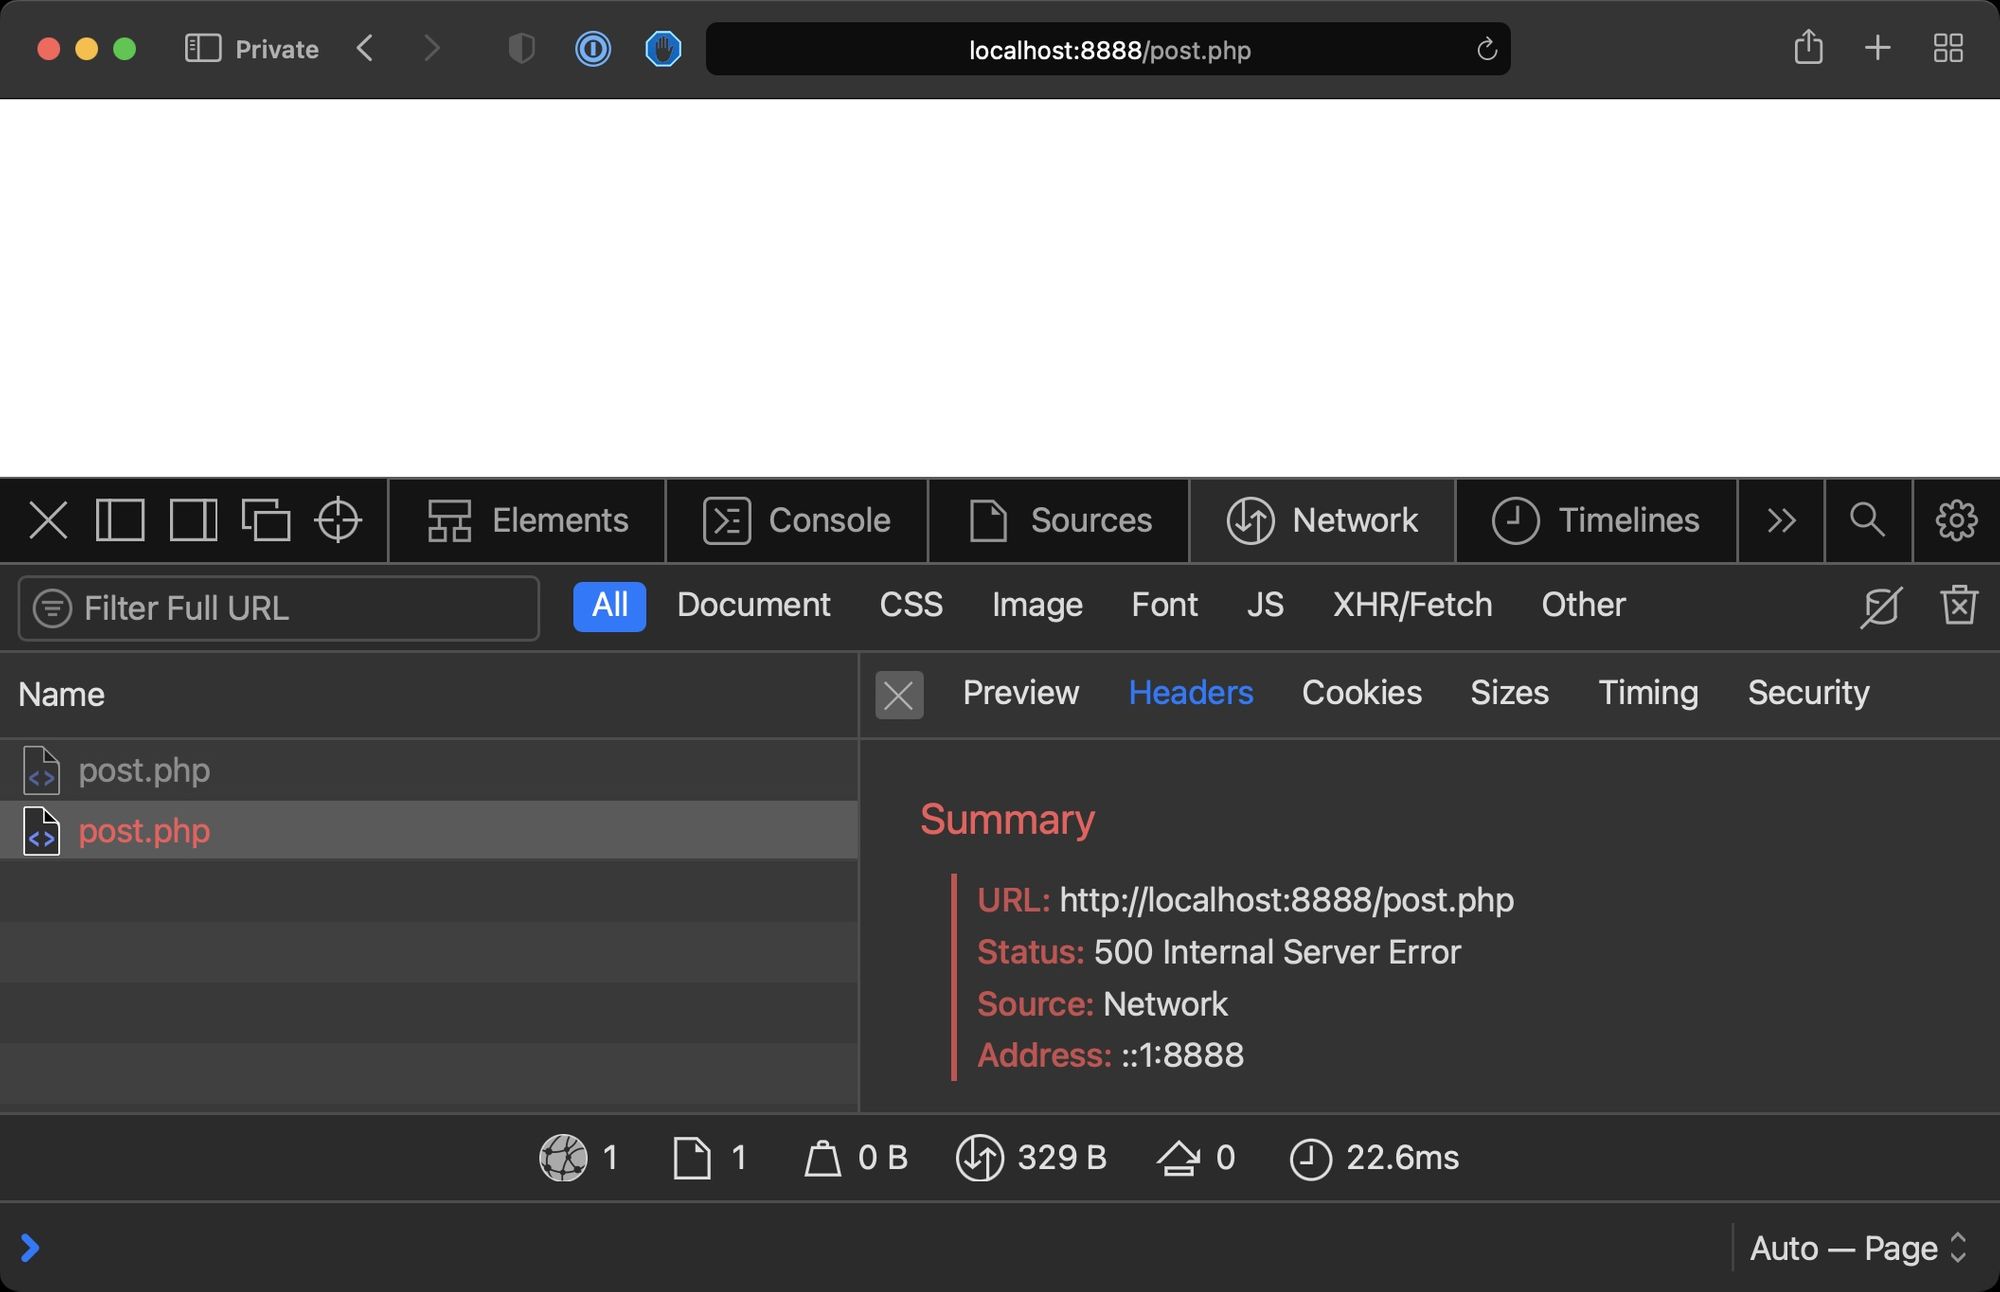 Private
localhost:8888/post.php
Elements Console Sources Network Timelines
Filter Full URL All Document CSS Image Font JS XHR/Fetch Other
Name
Preview Headers Cookies Sizes Timing Security
post.php
post.php
Summary
URL: http://localhost:8888/post.php
Status: 500 Internal Server Error
Source: Network
Address: ::1:8888
1 1 0 B 329 B 0 22.6ms
Auto — Page